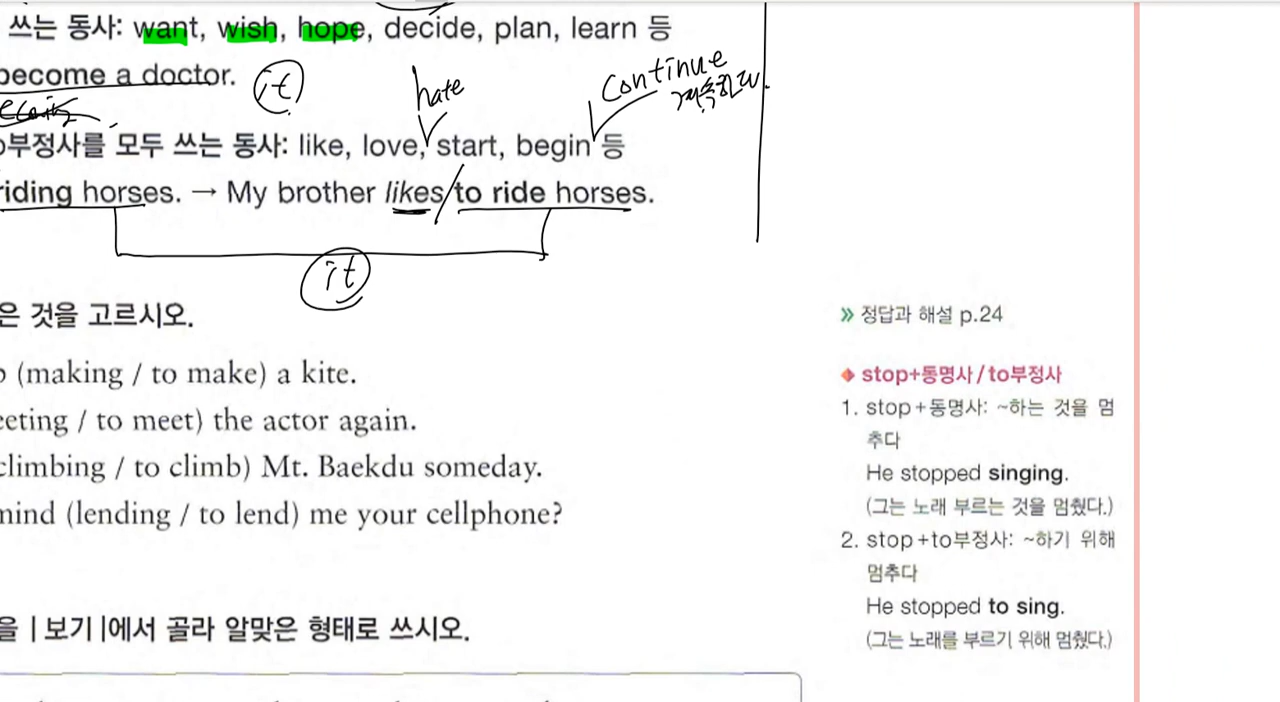 쓰는 동사: want, wish, hope, decide, plan, learn 등
become a doctor.
it
hate
continue
계속하다.
부정사를 모두 쓰는 동사: like, love, start, begin 등
riding horses. → My brother likes/to ride horses.
it
은 것을 고르시오.
(making / to make) a kite.
eeting / to meet) the actor again.
climbing / to climb) Mt. Baekdu someday.
mind (lending / to lend) me your cellphone?
을 | 보기 |에서 골라 알맞은 형태로 쓰시오.
» 정답과 해설 p.24
◆ stop+동명사/to부정사
1. stop+동명사: ~하는 것을 멈
추다
He stopped singing.
(그는 노래 부르는 것을 멈췄다.)
2. stop+to부정사: ~하기 위해
멈추다
He stopped to sing.
(그는 노래를 부르기 위해 멈췄다.)